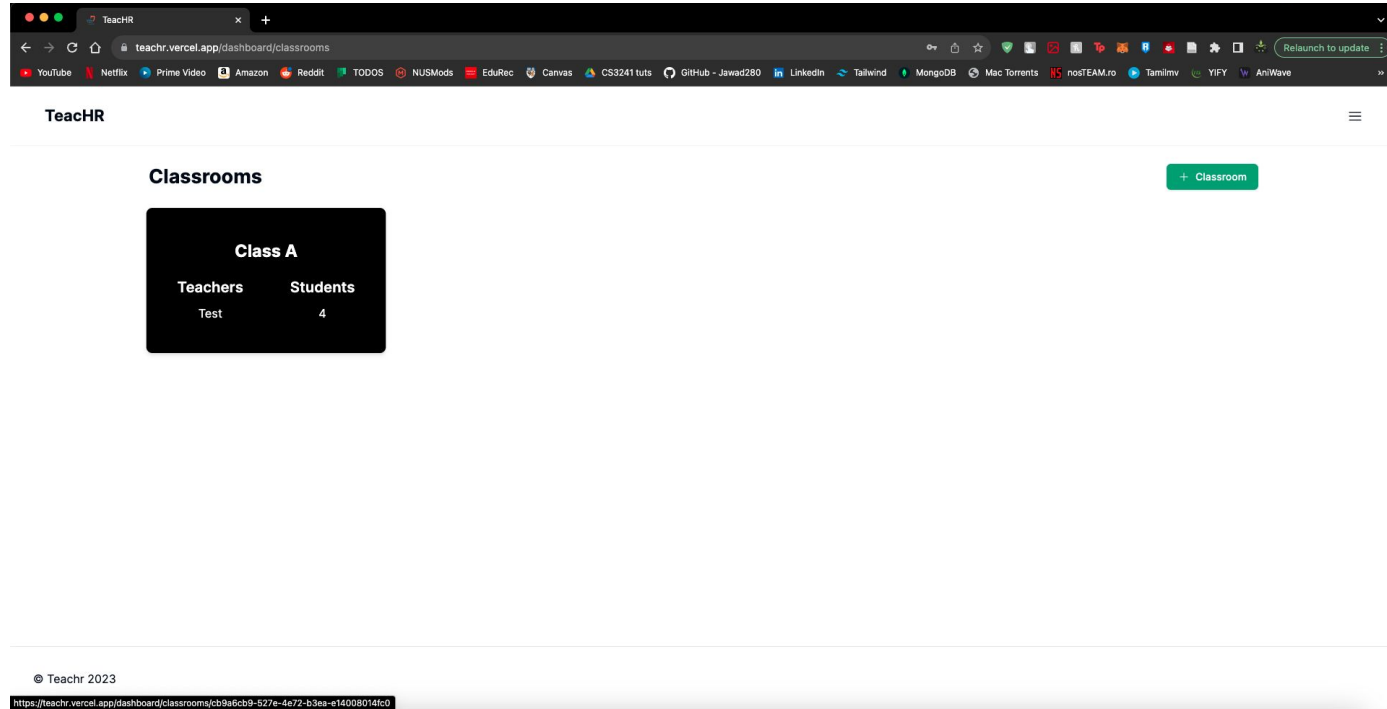 TeacHR
teachr.vercel.app/dashboard/classrooms
Relaunch to update
YouTube Netflix Prime Video Amazon Reddit TODOS NUSMods EduRec Canvas CS3241 tuts GitHub - Jawad280 LinkedIn Tailwind MongoDB Mac Torrents nosTEAM.ro Tamilmv YIFY AniWave »
TeacHR
Classrooms
+ Classroom
Class A
Teachers Students
Test 4
© Teachr 2023
https://teachr.vercel.app/dashboard/classrooms/cb9a6cb9-527e-4e72-b3ea-e14008014fc0